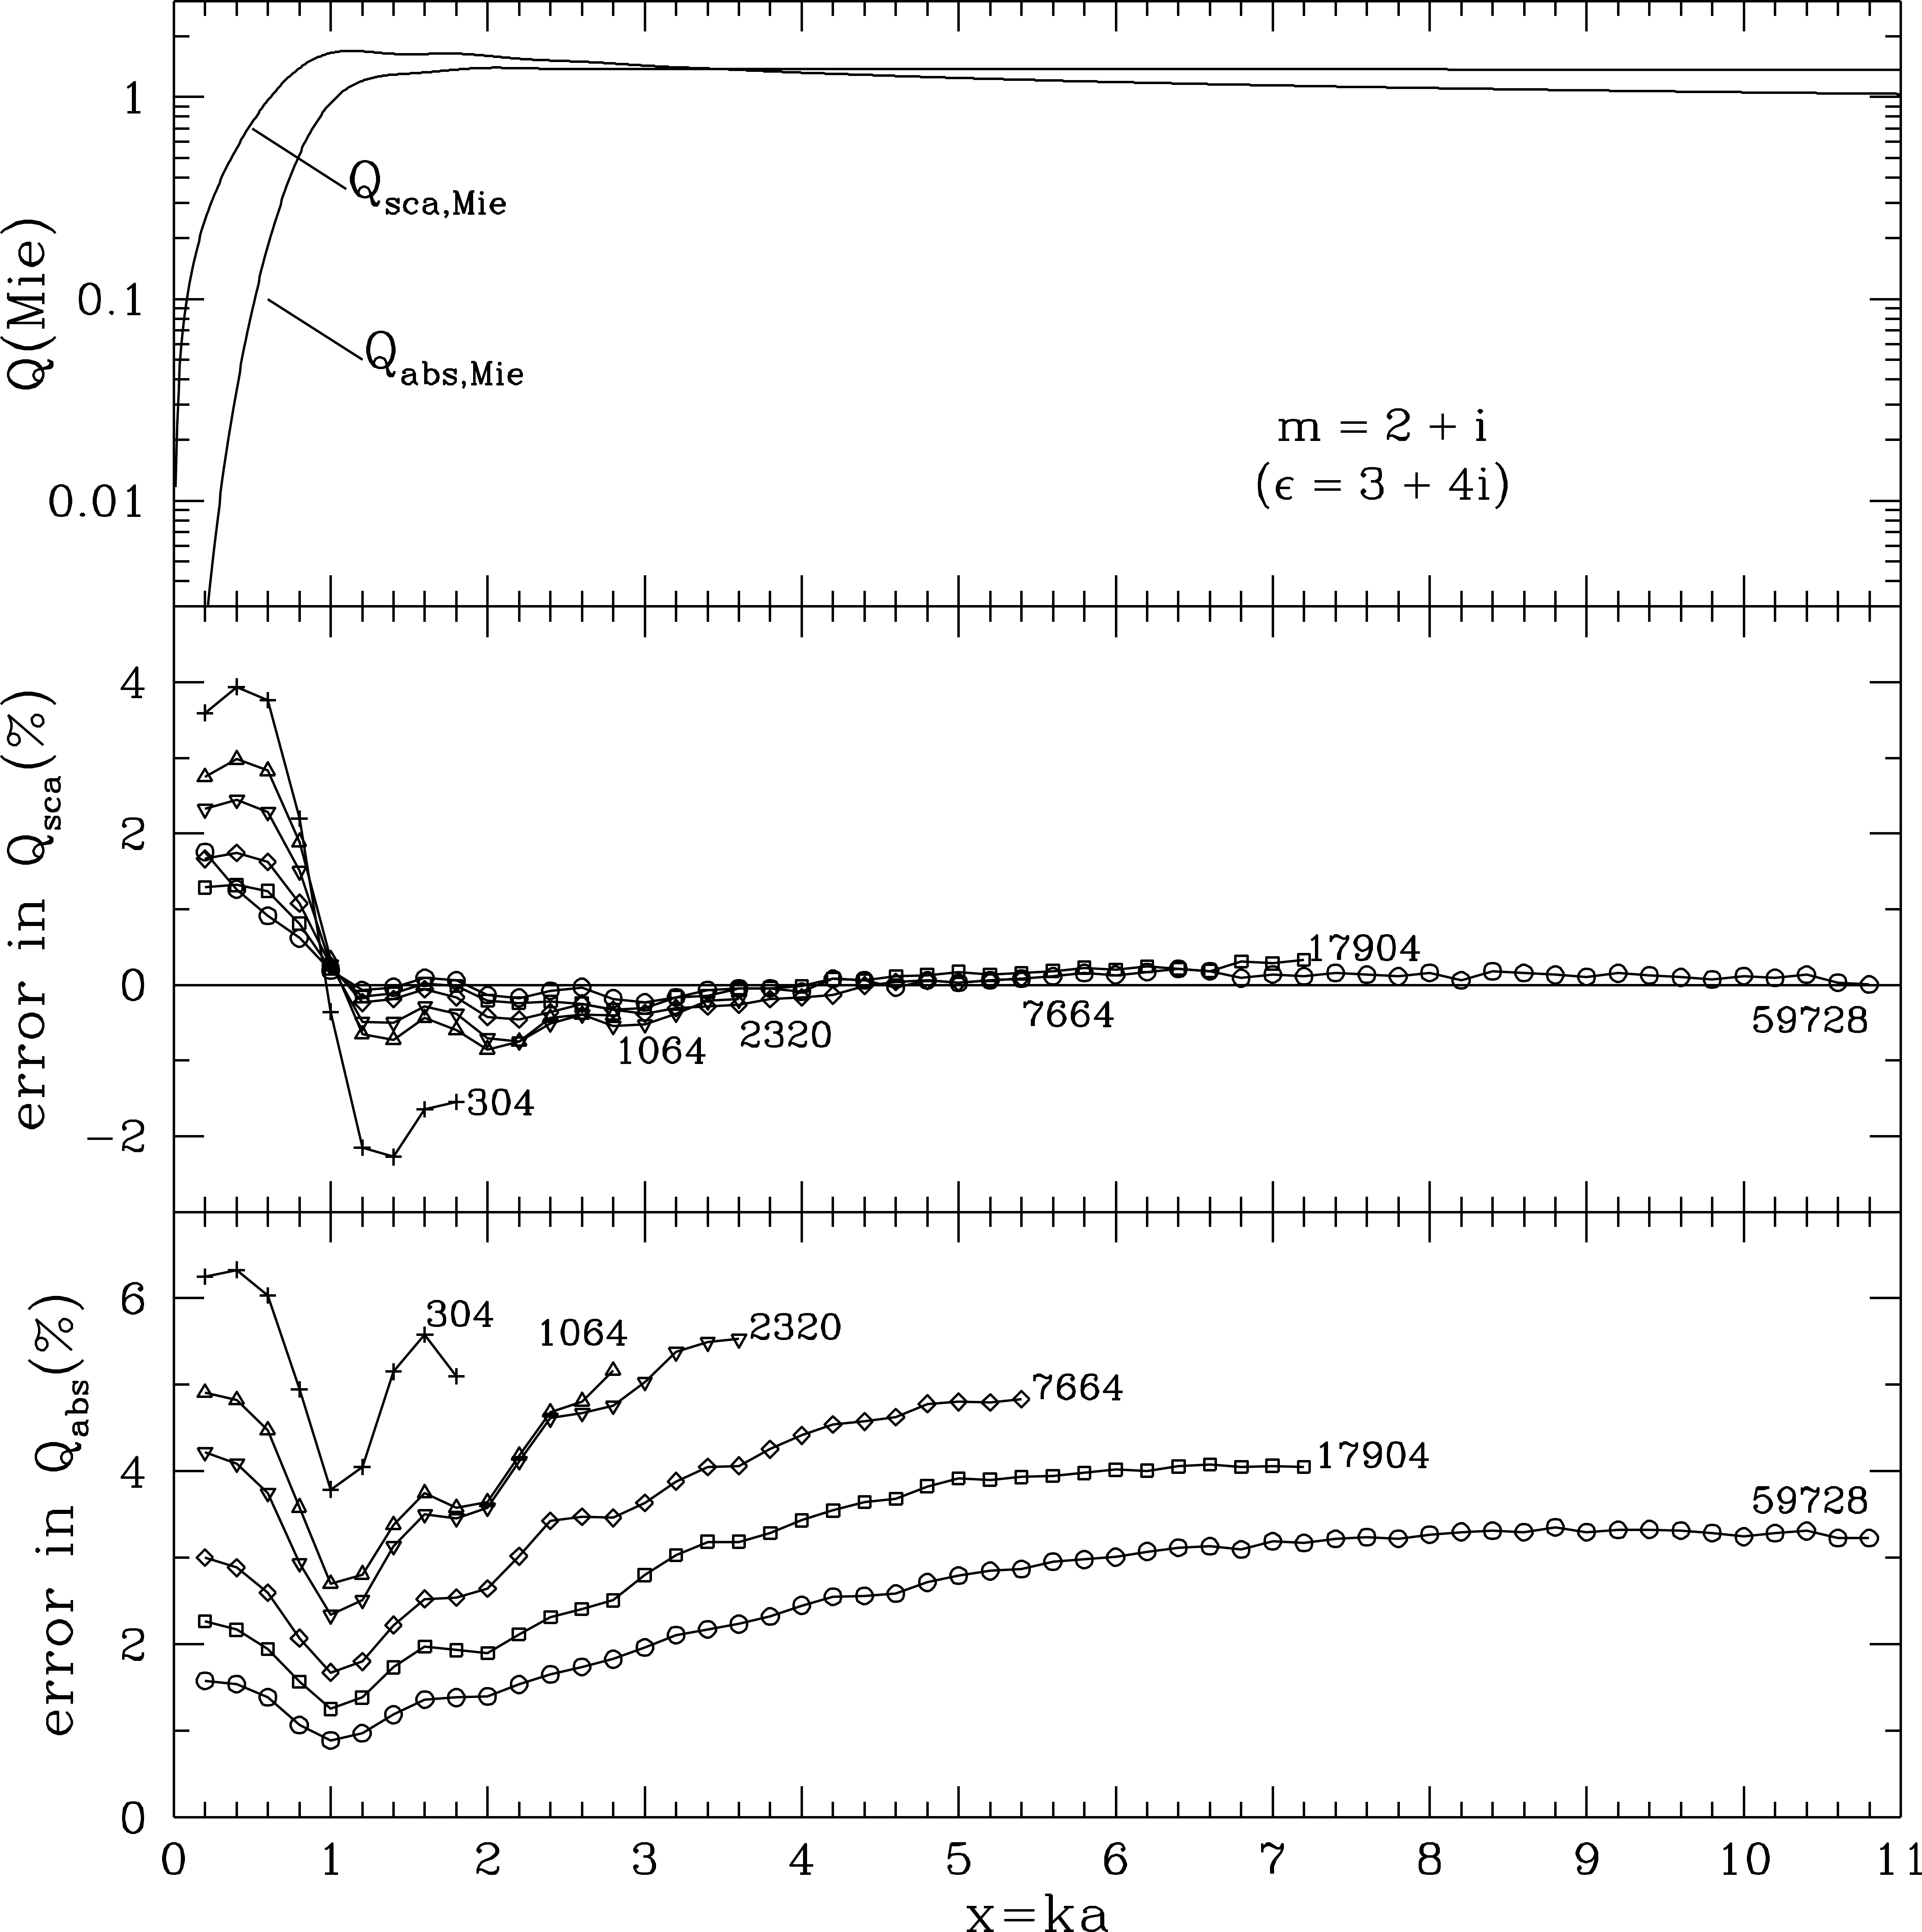 Q(Mie)
1
0.1
0.01
Qsca,Mie
Qabs,Mie
m = 2 + i
(ϵ = 3 + 4i)
error in Qsca(%)
4
2
0
−2
17904
7664
59728
2320
1064
304
error in Qabs(%)
6
4
2
0
304
1064
2320
7664
17904
59728
0 1 2 3 4 5 6 7 8 9 10 11
x=ka